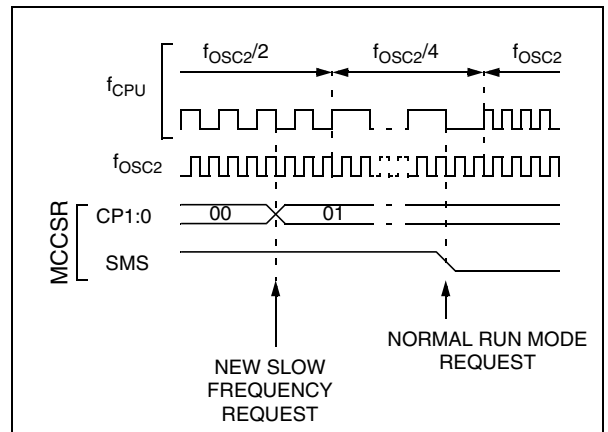 fOSC2/2 fOSC2/4 fOSC2
fCPU
fOSC2
MCCSR
CP1:0 00 01
SMS
NEW SLOW
FREQUENCY
REQUEST
NORMAL RUN MODE
REQUEST